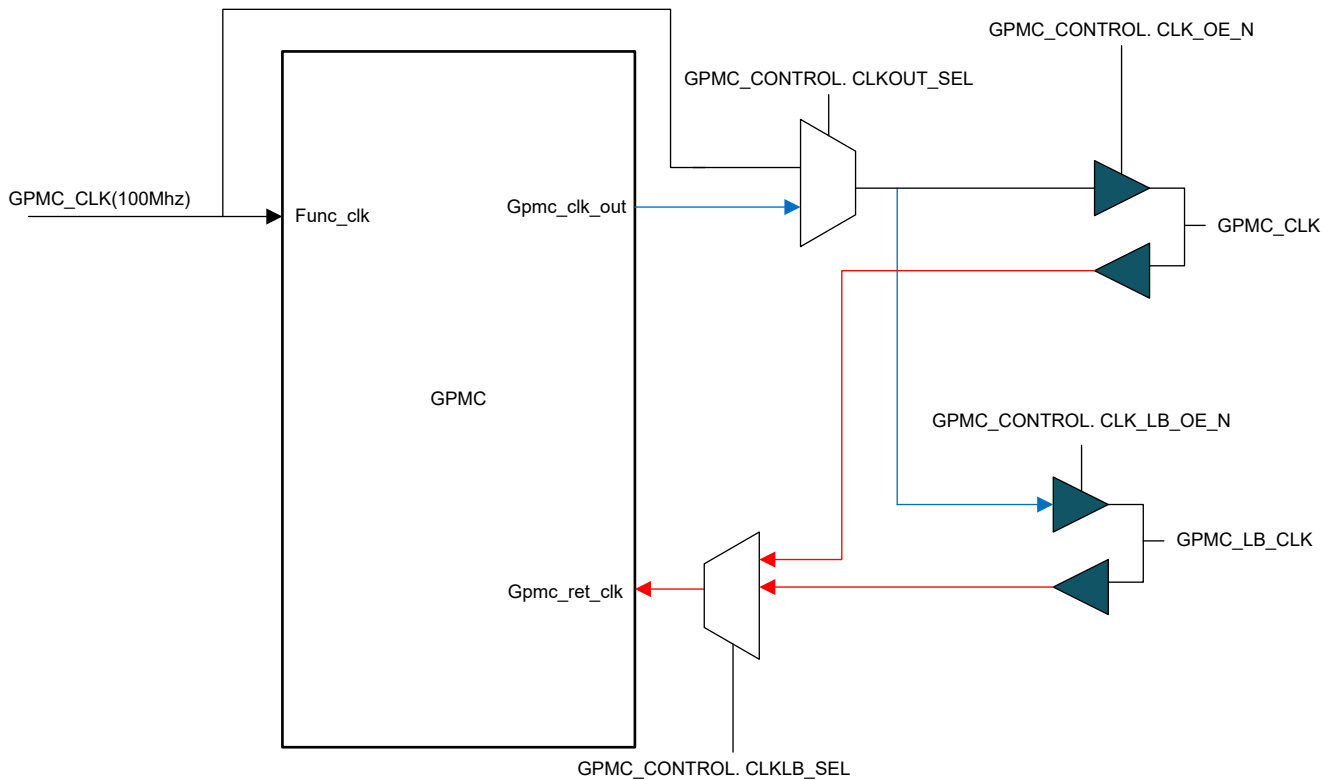 GPMC_CONTROL. CLK_OE_N
GPMC_CONTROL. CLKOUT_SEL
GPMC_CLK(100Mhz)
Func_clk
Gpmc_clk_out
GPMC_CLK
GPMC
GPMC_CONTROL. CLK_LB_OE_N
GPMC_LB_CLK
Gpmc_ret_clk
GPMC_CONTROL. CLKLB_SEL